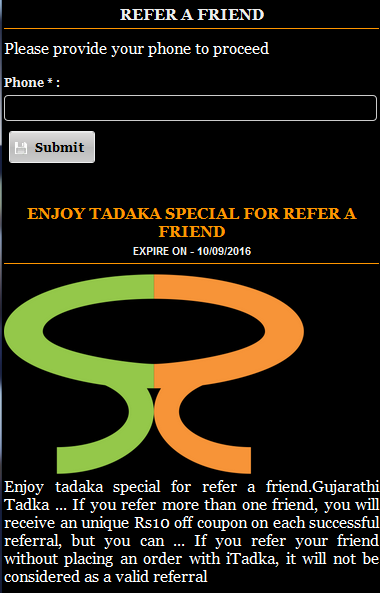 REFER A FRIEND
Please provide your phone to proceed
Phone * :
Submit
ENJOY TADAKA SPECIAL FOR REFER A
FRIEND
EXPIRE ON - 10/09/2016
Enjoy tadaka special for refer a friend.Gujarathi
Tadka ... If you refer more than one friend, you will
receive an unique Rs10 off coupon on each successful
referral, but you can ... If you refer your friend
without placing an order with iTadka, it will not be
considered as a valid referral